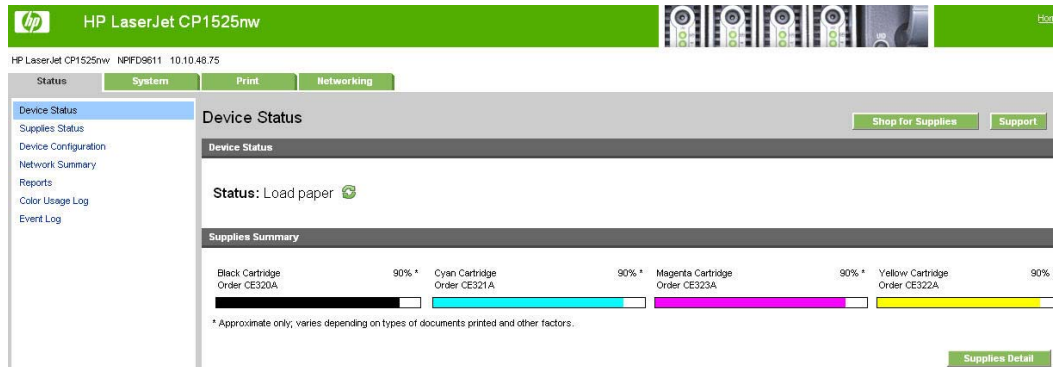 hp HP LaserJet CP1525nw
HP LaserJet CP1525nw NPIFD9611 10.10.48.75
Status System Print Networking
Device Status
Supplies Status
Device Configuration
Network Summary
Reports
Color Usage Log
Event Log
Device Status
Shop for Supplies Support
Device Status
Status: Load paper
Supplies Summary
Black Cartridge 90% * Cyan Cartridge 90% * Magenta Cartridge 90% * Yellow Cartridge 90%
Order CE320A Order CE321A Order CE323A Order CE322A
* Approximate only; varies depending on types of documents printed and other factors.
Supplies Detail